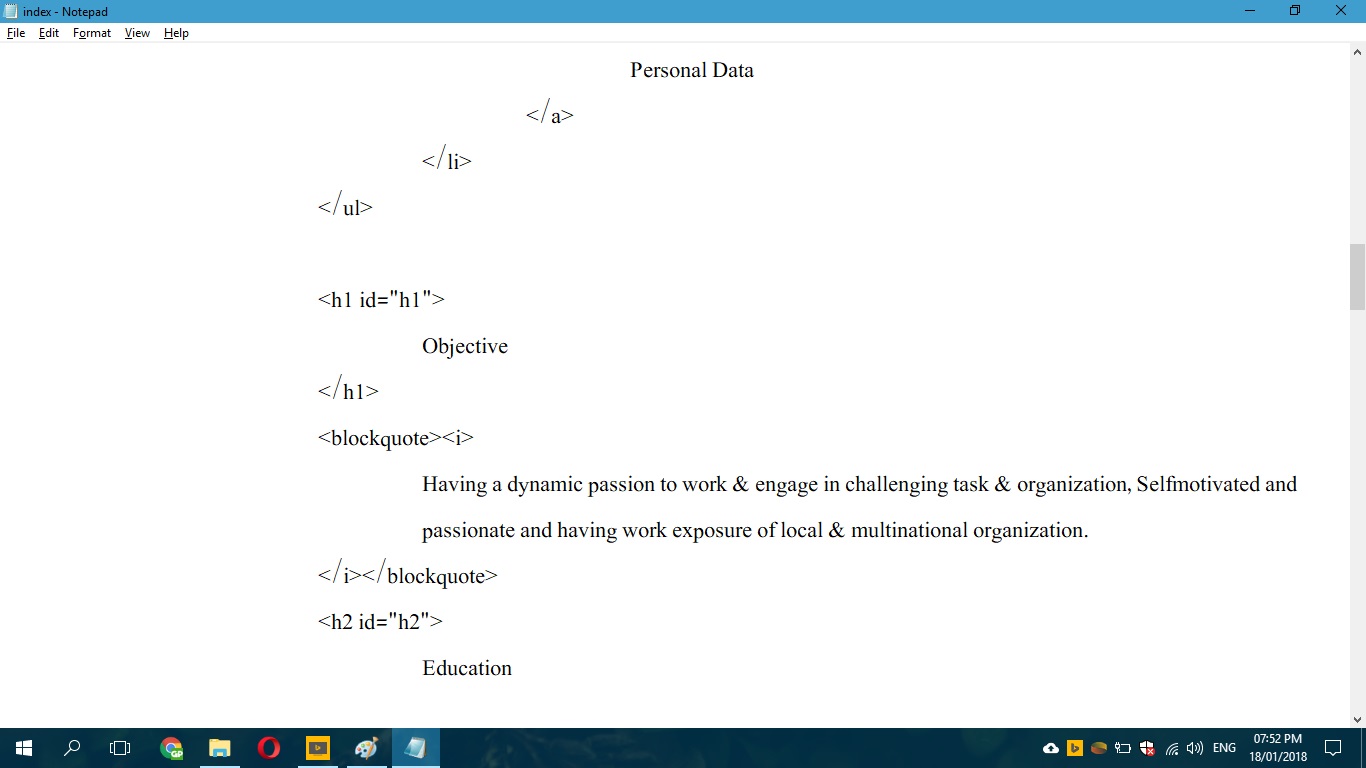 index - Notepad
File Edit Format View Help
Personal Data
</a>
</li>
</ul>
<h1 id="h1">
Objective
</h1>
<blockquote><i>
Having a dynamic passion to work & engage in challenging task & organization, Selfmotivated and
passionate and having work exposure of local & multinational organization.
</i></blockquote>
<h2 id="h2">
Education
GP
b
b
ENG
07:52 PM
18/01/2018